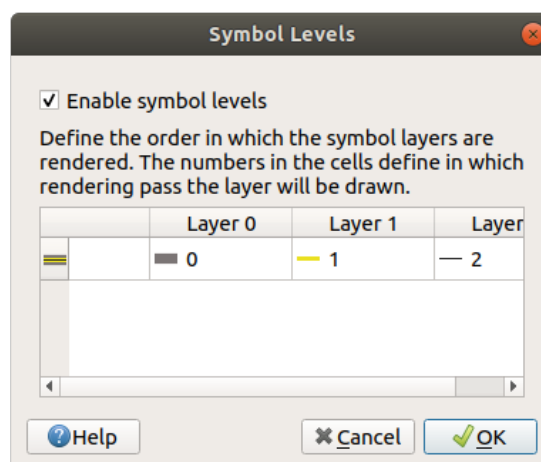 Symbol Levels
Enable symbol levels
Define the order in which the symbol layers are
rendered. The numbers in the cells define in which
rendering pass the layer will be drawn.
Layer 0 Layer 1 Layer
0 1 2
Help Cancel OK